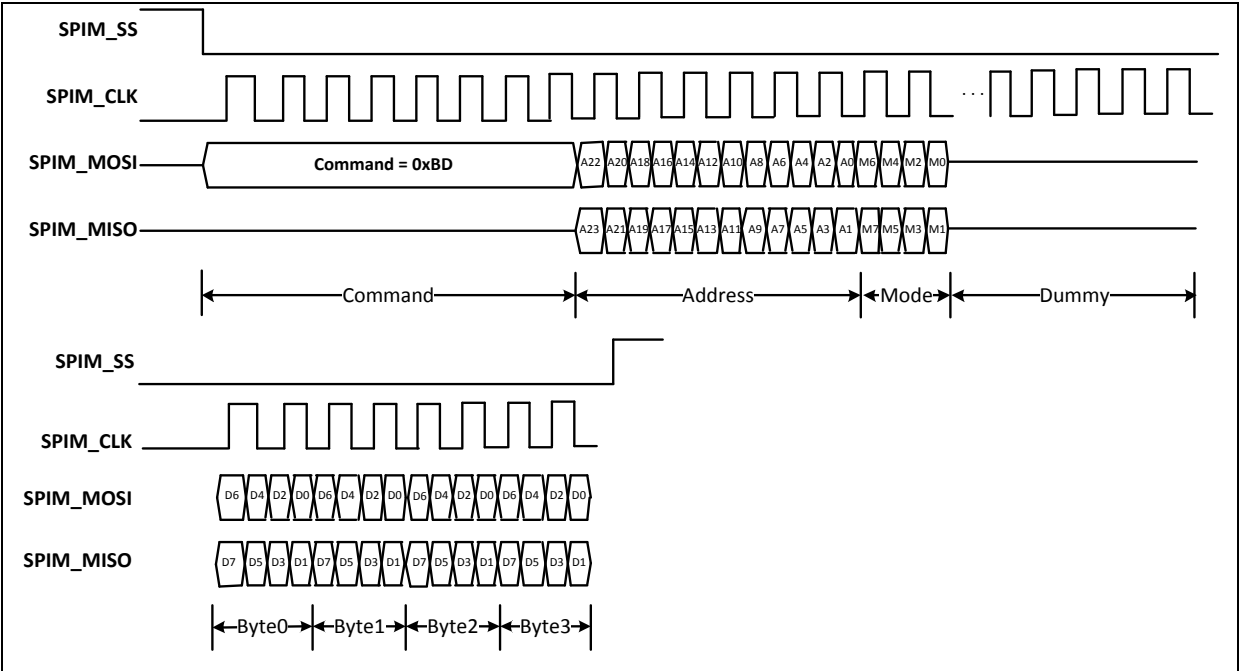 SPIM_SS
SPIM_CLK ...
SPIM_MOSI Command = 0xBD A22 A20 A18 A16 A14 A12 A10 A8 A6 A4 A2 A0 M6 M4 M2 M0
SPIM_MISO A23 A21 A19 A17 A15 A13 A11 A9 A7 A5 A3 A1 M7 M5 M3 M1
Command Address Mode Dummy
SPIM_SS
SPIM_CLK
SPIM_MOSI D6 D4 D2 D0 D6 D4 D2 D0 D6 D4 D2 D0 D6 D4 D2 D0
SPIM_MISO D7 D5 D3 D1 D7 D5 D3 D1 D7 D5 D3 D1 D7 D5 D3 D1
Byte0 Byte1 Byte2 Byte3